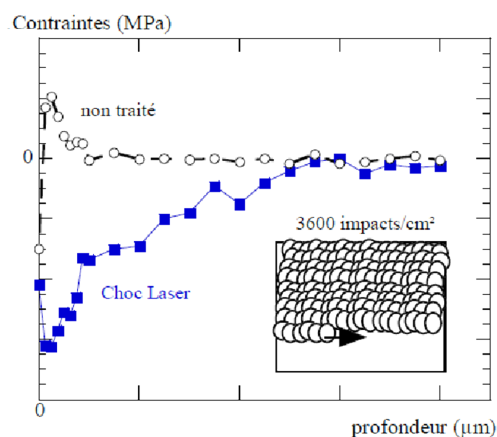 Contraintes (MPa)
non traité
0
3600 impacts/cm²
Choc Laser
0
profondeur (µm)